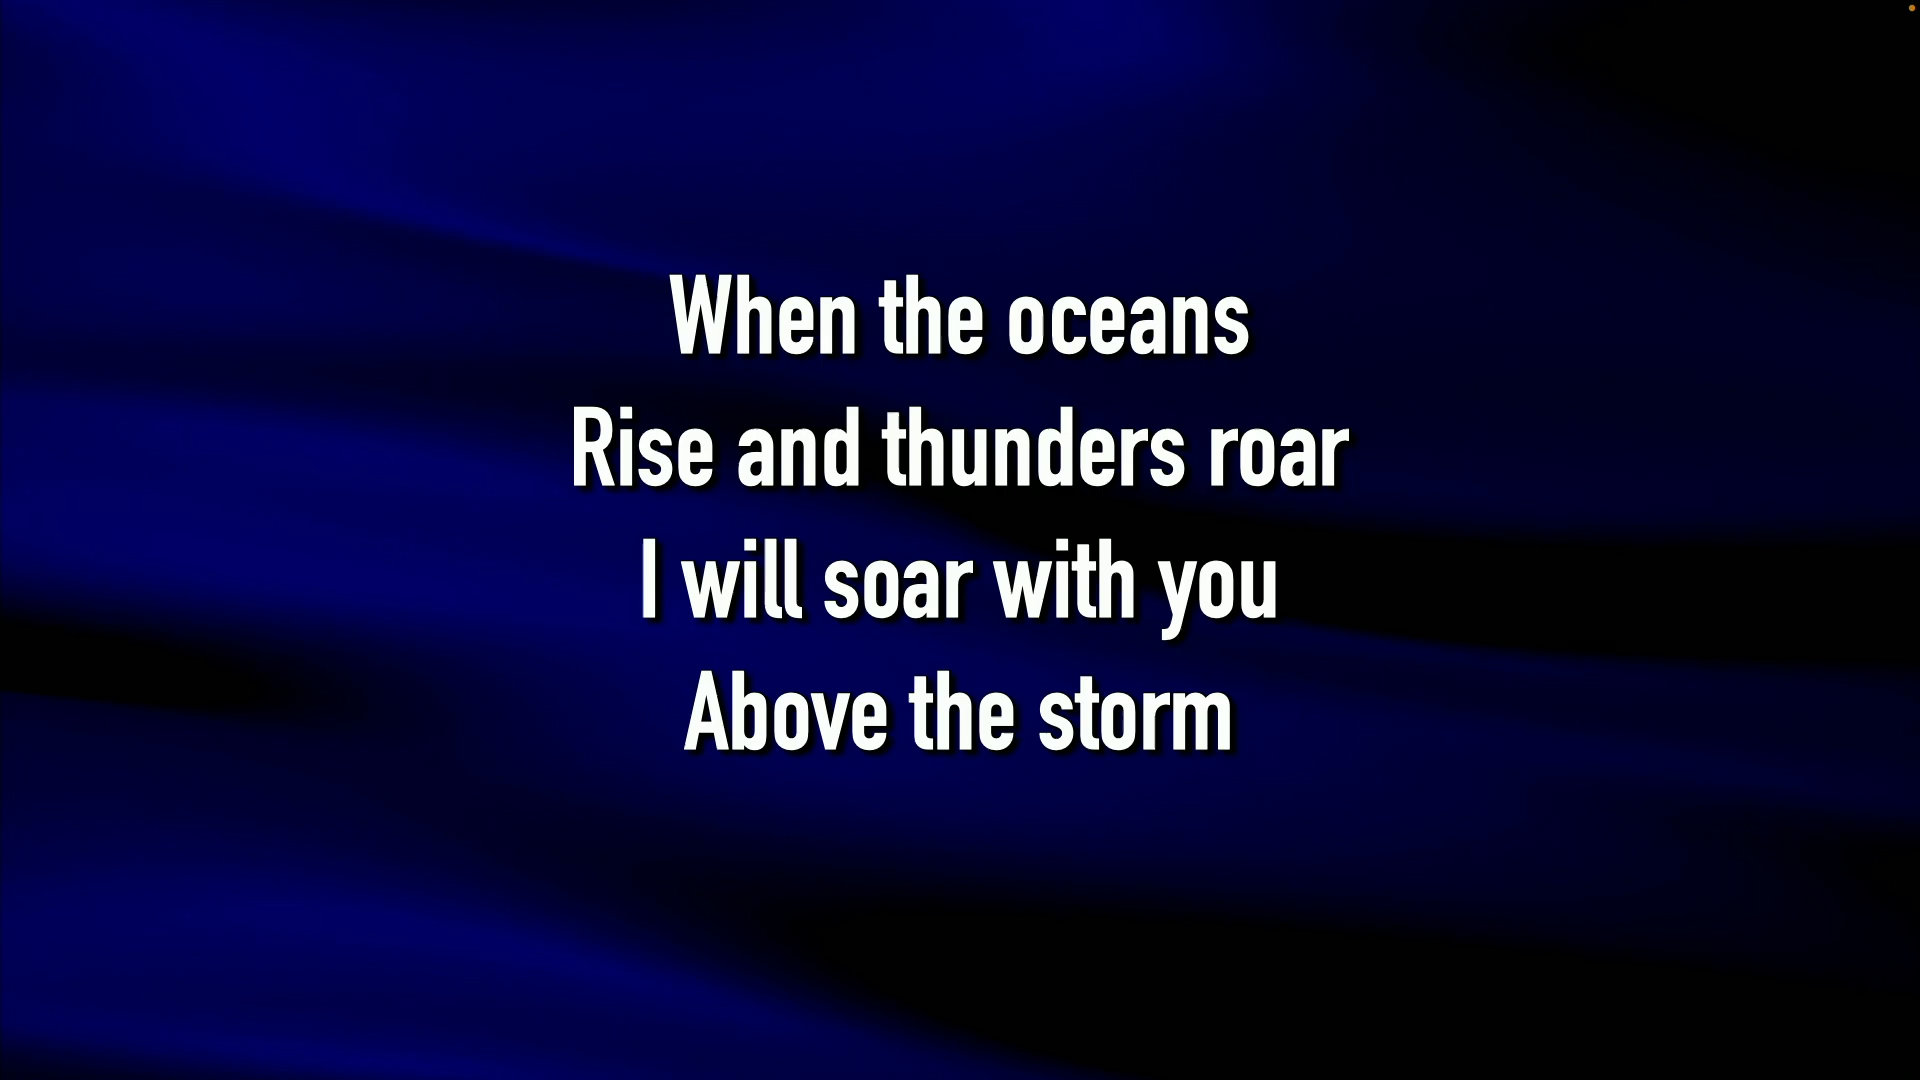 When the oceans
Rise and thunders roar
I will soar with you
Above the storm